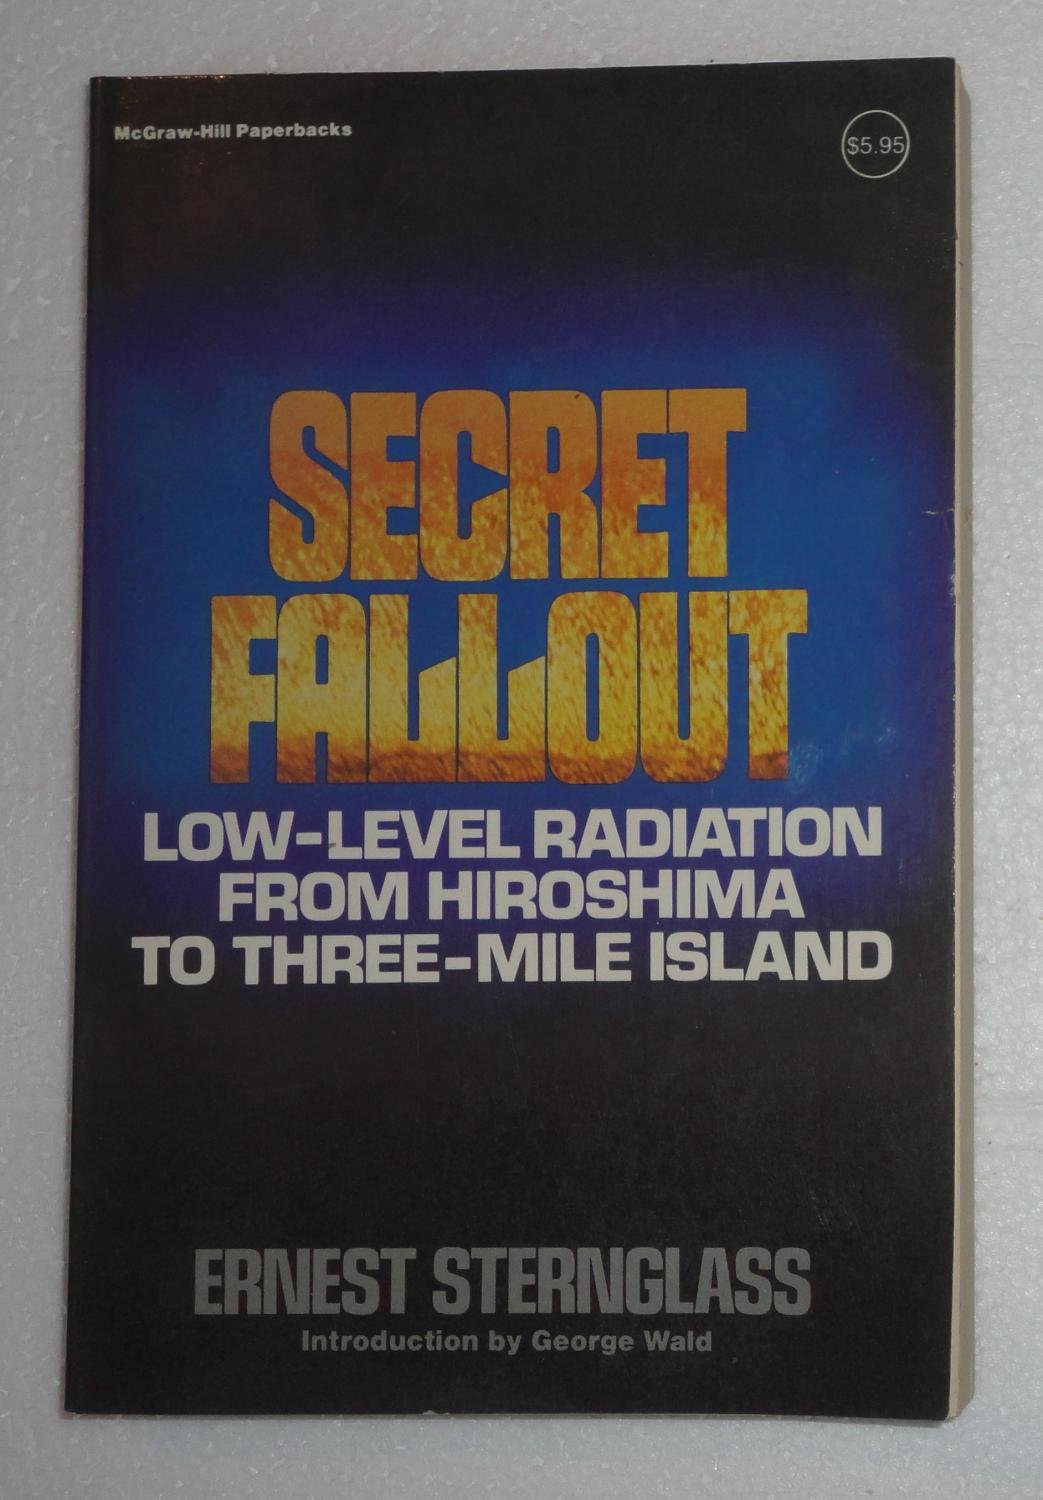 McGraw-Hill Paperbacks
$5.95
SECRET
FALLOUT
LOW-LEVEL RADIATION
FROM HIROSHIMA
TO THREE-MILE ISLAND
ERNEST STERNGLASS
Introduction by George Wald